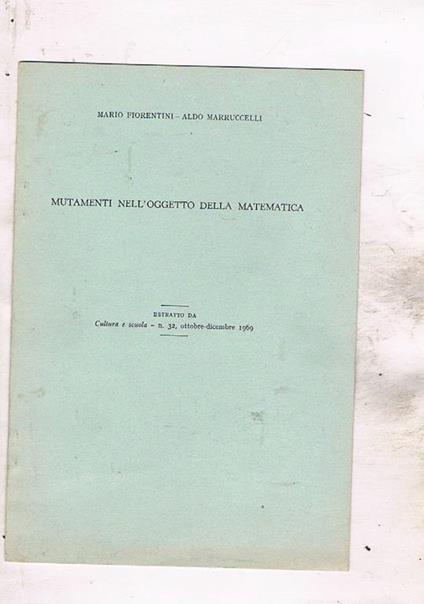 MARIO FIORENTINI – ALDO MARRUCCELLI
MUTAMENTI NELL'OGGETTO DELLA MATEMATICA
ESTRATTO DA
Cultura e scuola – n. 32, ottobre-dicembre 1969